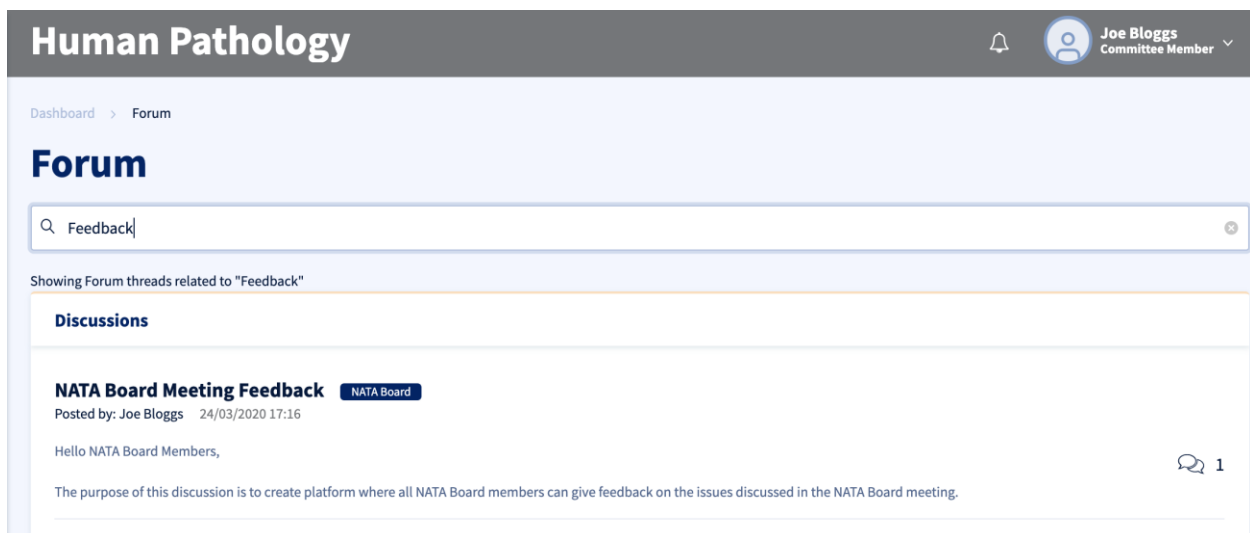 Human Pathology
Joe Bloggs
Committee Member
Dashboard > Forum
Forum
Feedback
Showing Forum threads related to "Feedback"
Discussions
NATA Board Meeting Feedback NATA Board
Posted by: Joe Bloggs 24/03/2020 17:16
Hello NATA Board Members,
1
The purpose of this discussion is to create platform where all NATA Board members can give feedback on the issues discussed in the NATA Board meeting.